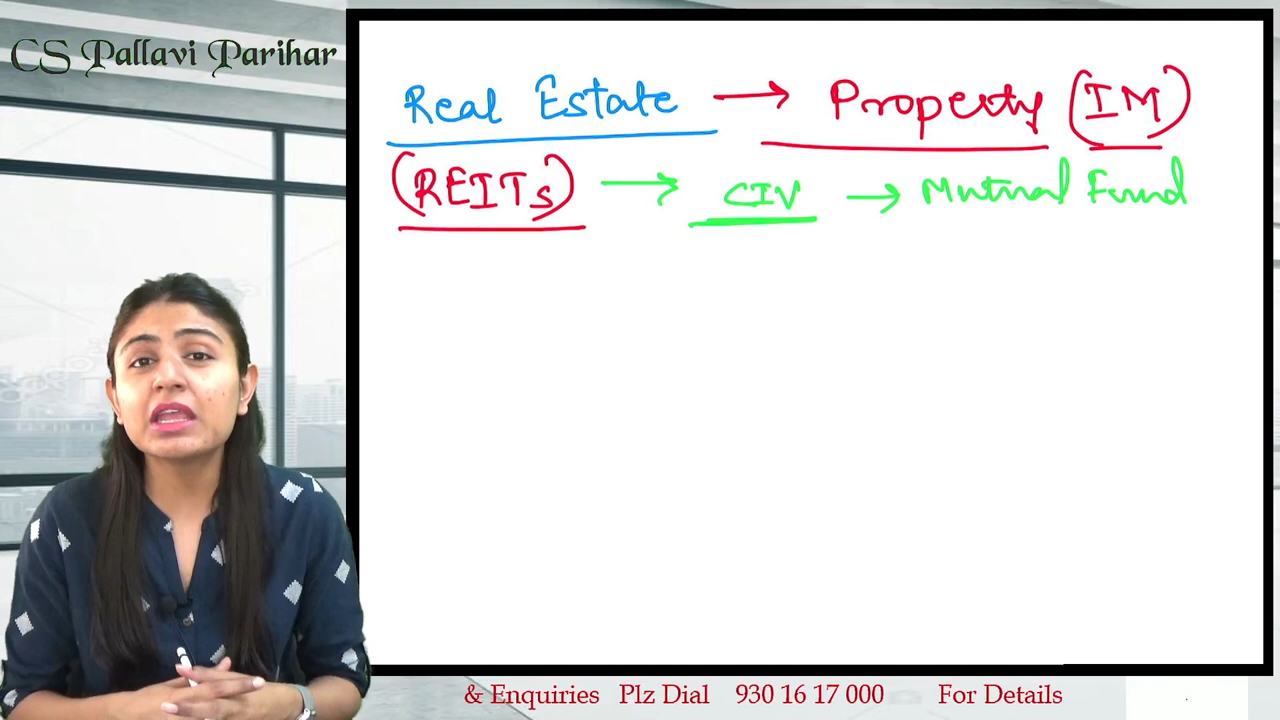 CS Pallavi Parihar
Real Estate → Property (IM)
(REITs) → CIV → Mutual Fund
& Enquiries Plz Dial 930 16 17 000 For Details